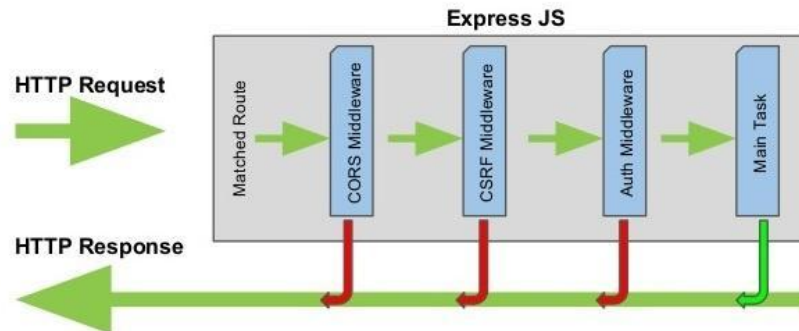 Express JS
HTTP Request
Matched Route
CORS Middleware
CSRF Middleware
Auth Middleware
Main Task
HTTP Response